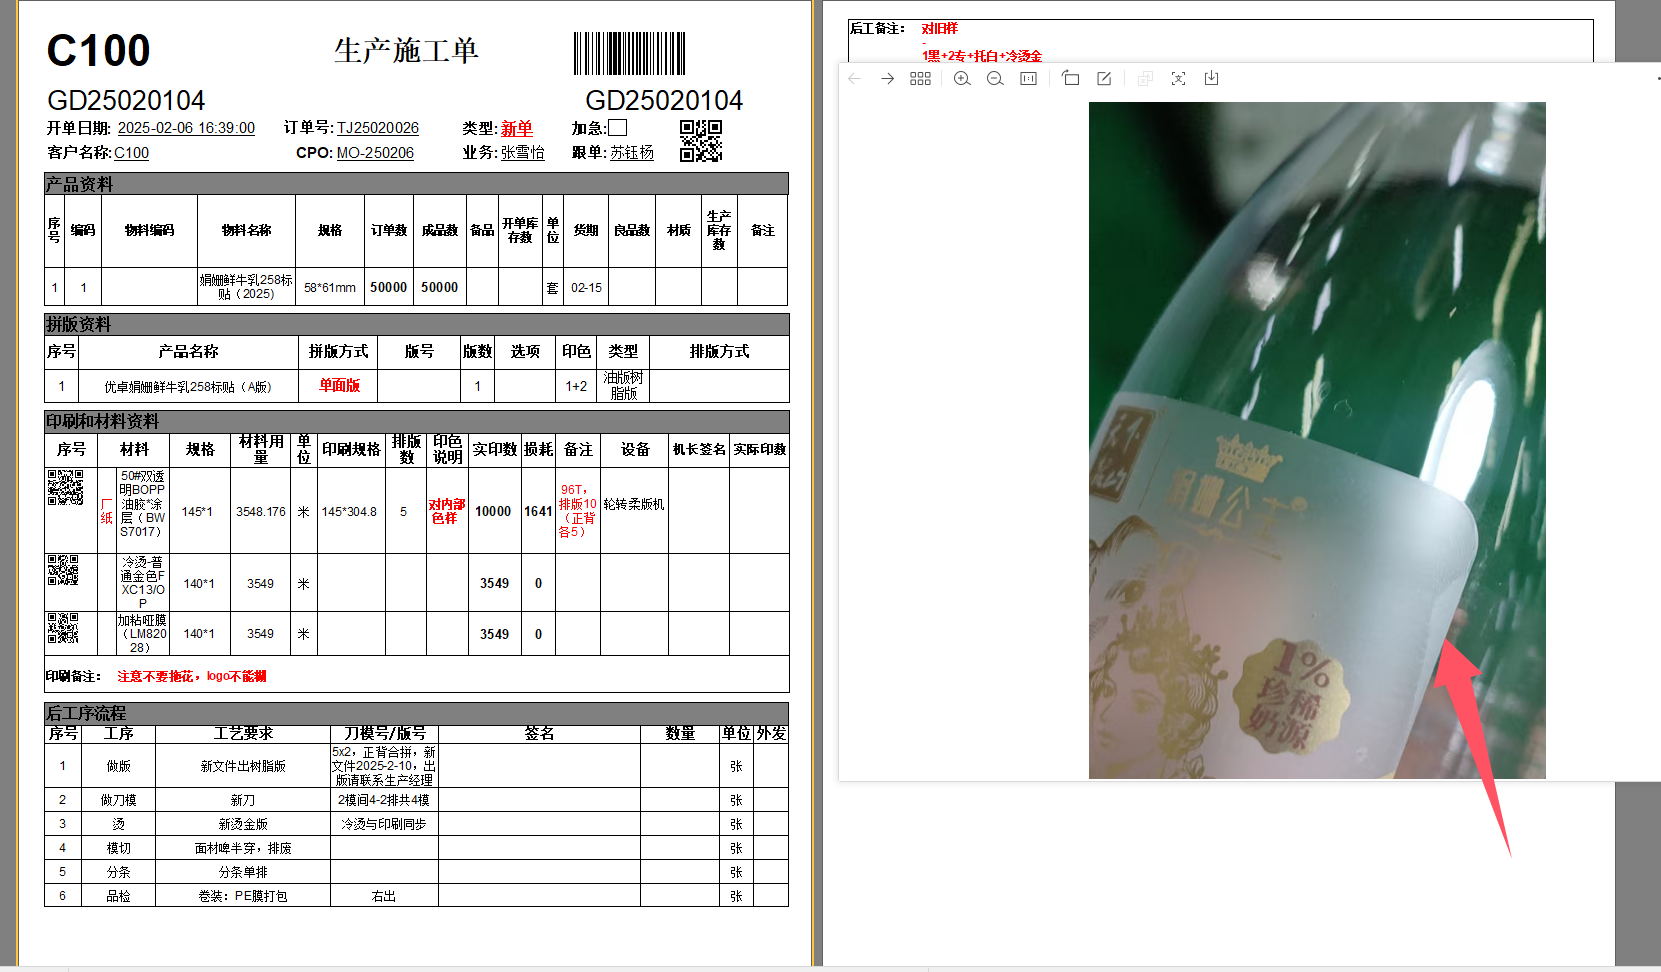 C100
生产施工单
GD25020104
GD25020104
开单日期: 2025-02-06 16:39:00 订单号: TJ25020026 类型: 新单 加急:
客户名称: C100 CPO: MO-250206 业务: 张雪怡 跟单: 苏钰杨
产品资料
序号 编码 物料编码 物料名称 规格 订单数 成品数 备品 开单库存数 单位 货期 良品数 材质 生产库存数 备注
1 1 娟姗鲜牛乳258标贴（2025） 58*61mm 50000 50000 套 02-15
拼版资料
序号 产品名称 拼版方式 版号 版数 选项 印色 类型 排版方式
1 优卓娟姗鲜牛乳258标贴（A版） 单面版 1 1+2 油版树脂版
印刷和材料资料
序号 材料 规格 材料用量 单位 印刷规格 排版数 印色说明 实印数 损耗 备注 设备 机长签名 实际印数
厂纸 50#双透明BOPP油胶*涂层（BWS7017） 145*1 3548.176 米 145*304.8 5 对内部色样 10000 1641 96T，排版10（正背各5） 轮转柔版机
冷烫-普通金色FXC13/OP 140*1 3549 米 3549 0
加粘哑膜（LM82028） 140*1 3549 米 3549 0
印刷备注： 注意不要拖花，logo不能糊
后工序流程
序号 工序 工艺要求 刀模号/版号 签名 数量 单位 外发
1 做版 新文件出树脂版 5x2，正背合拼，新文件2025-2-10，出版请联系生产经理 张
2 做刀模 新刀 2模间4-2排共4模 张
3 烫 新烫金版 冷烫与印刷同步 张
4 模切 面材啤半穿，排废 张
5 分条 分条单排 张
6 品检 卷装：PE膜打包 右出 张
后工备注： 对旧样
-
1黑+2专+托白+冷烫金
1:1
公
1%
珍稀
奶源